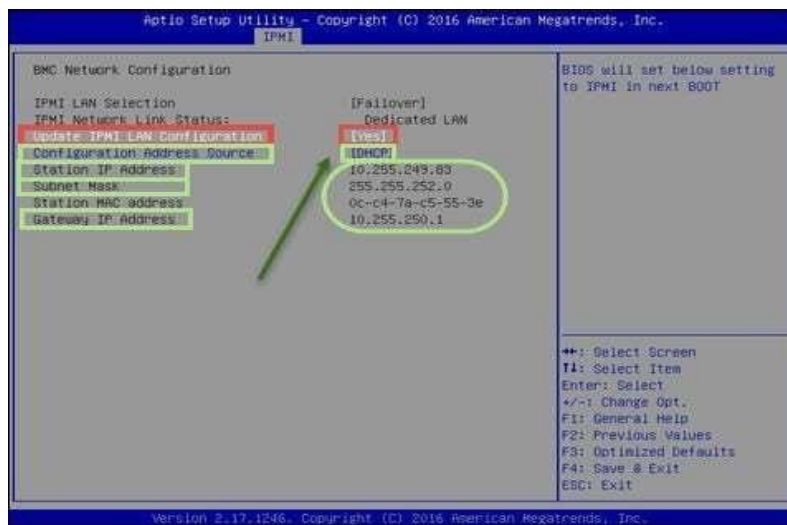 Aptio Setup Utility - Copyright (C) 2016 American Megatrends, Inc.
IPMI
BMC Network Configuration
IPMI LAN Selection [Failover]
IPMI Network Link Status: Dedicated LAN
Update IPMI LAN Configuration [Yes]
Configuration Address Source [DHCP]
Station IP Address 10.255.249.83
Subnet Mask 255.255.252.0
Station MAC address 0c-c4-7a-c5-55-3e
Gateway IP Address 10.255.250.1
BIOS will set below setting
to IPMI in next BOOT
→←: Select Screen
↑↓: Select Item
Enter: Select
+/-: Change Opt.
F1: General Help
F2: Previous Values
F3: Optimized Defaults
F4: Save & Exit
ESC: Exit
Version 2.17.1246. Copyright (C) 2016 American Megatrends, Inc.